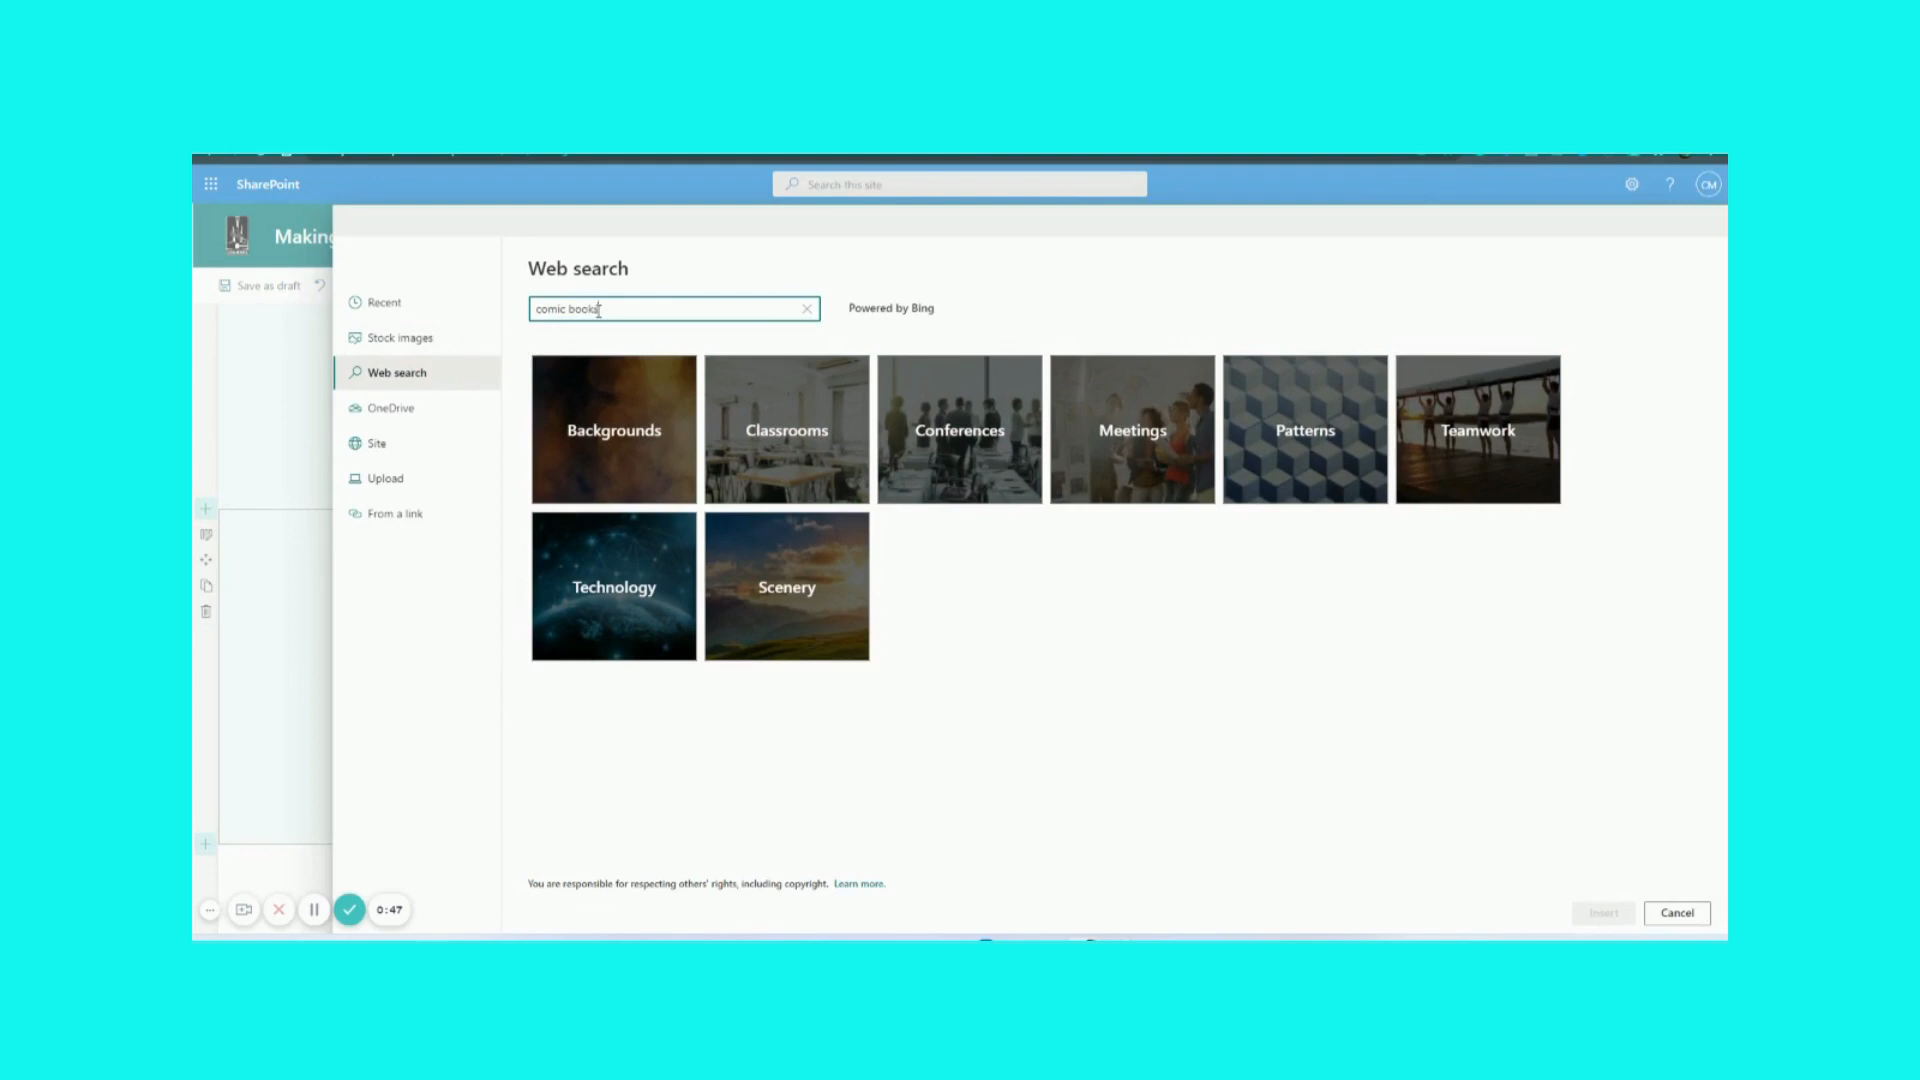 SharePoint
Search this site
?
CM
Making
Save as draft
Web search
comic books
Powered by Bing
Recent
Stock images
Web search
OneDrive
Site
Upload
From a link
Backgrounds
Classrooms
Conferences
Meetings
Patterns
Teamwork
Technology
Scenery
You are responsible for respecting others' rights, including copyright. Learn more.
0:47
Insert
Cancel